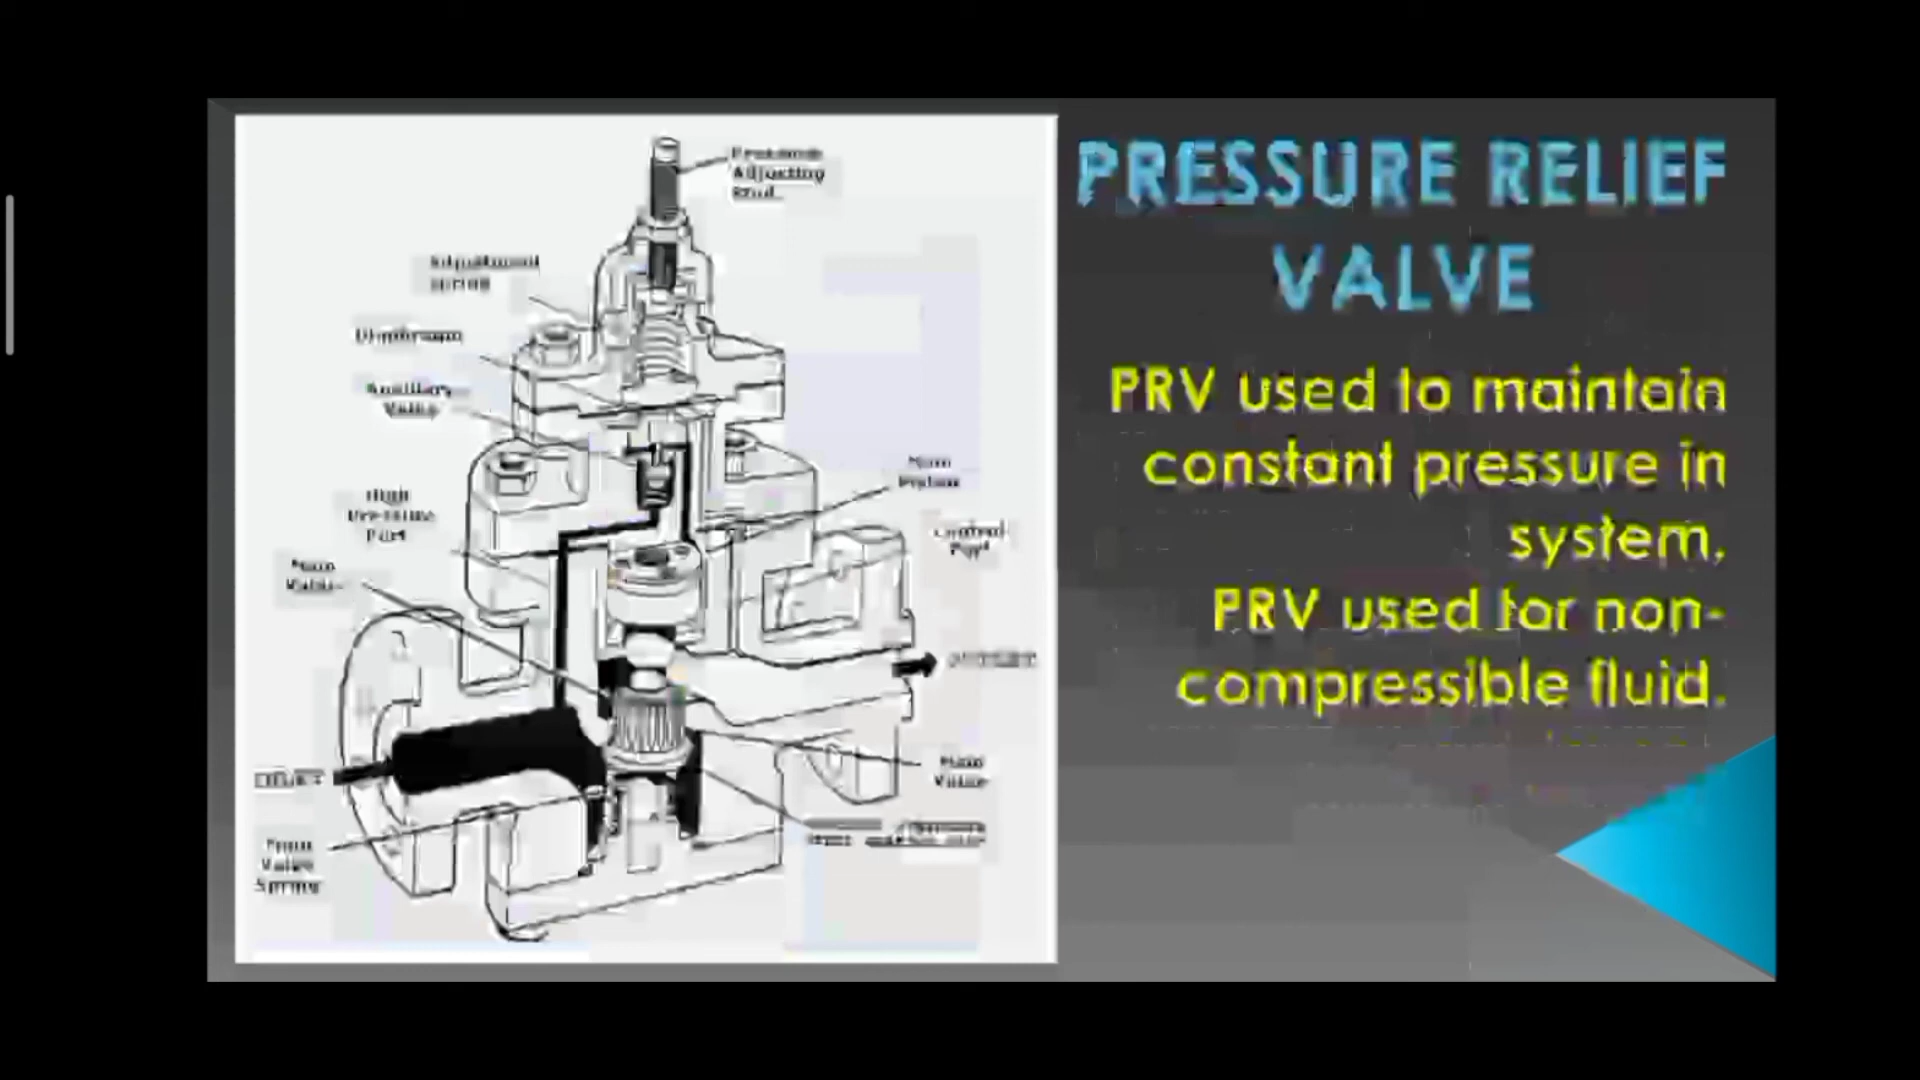 Pressure
Adjusting
Stud
Adjustment
Spring
Diaphragm
Auxiliary
Valve
High
Pressure
Port
Main
Valve
Main
Piston
Control
Port
INLET
Main
Valve
Main
Valve
Spring
PRESSURE RELIEF
VALVE
PRV used to maintain
constant pressure in
system.
PRV used for non-
compressible fluid.